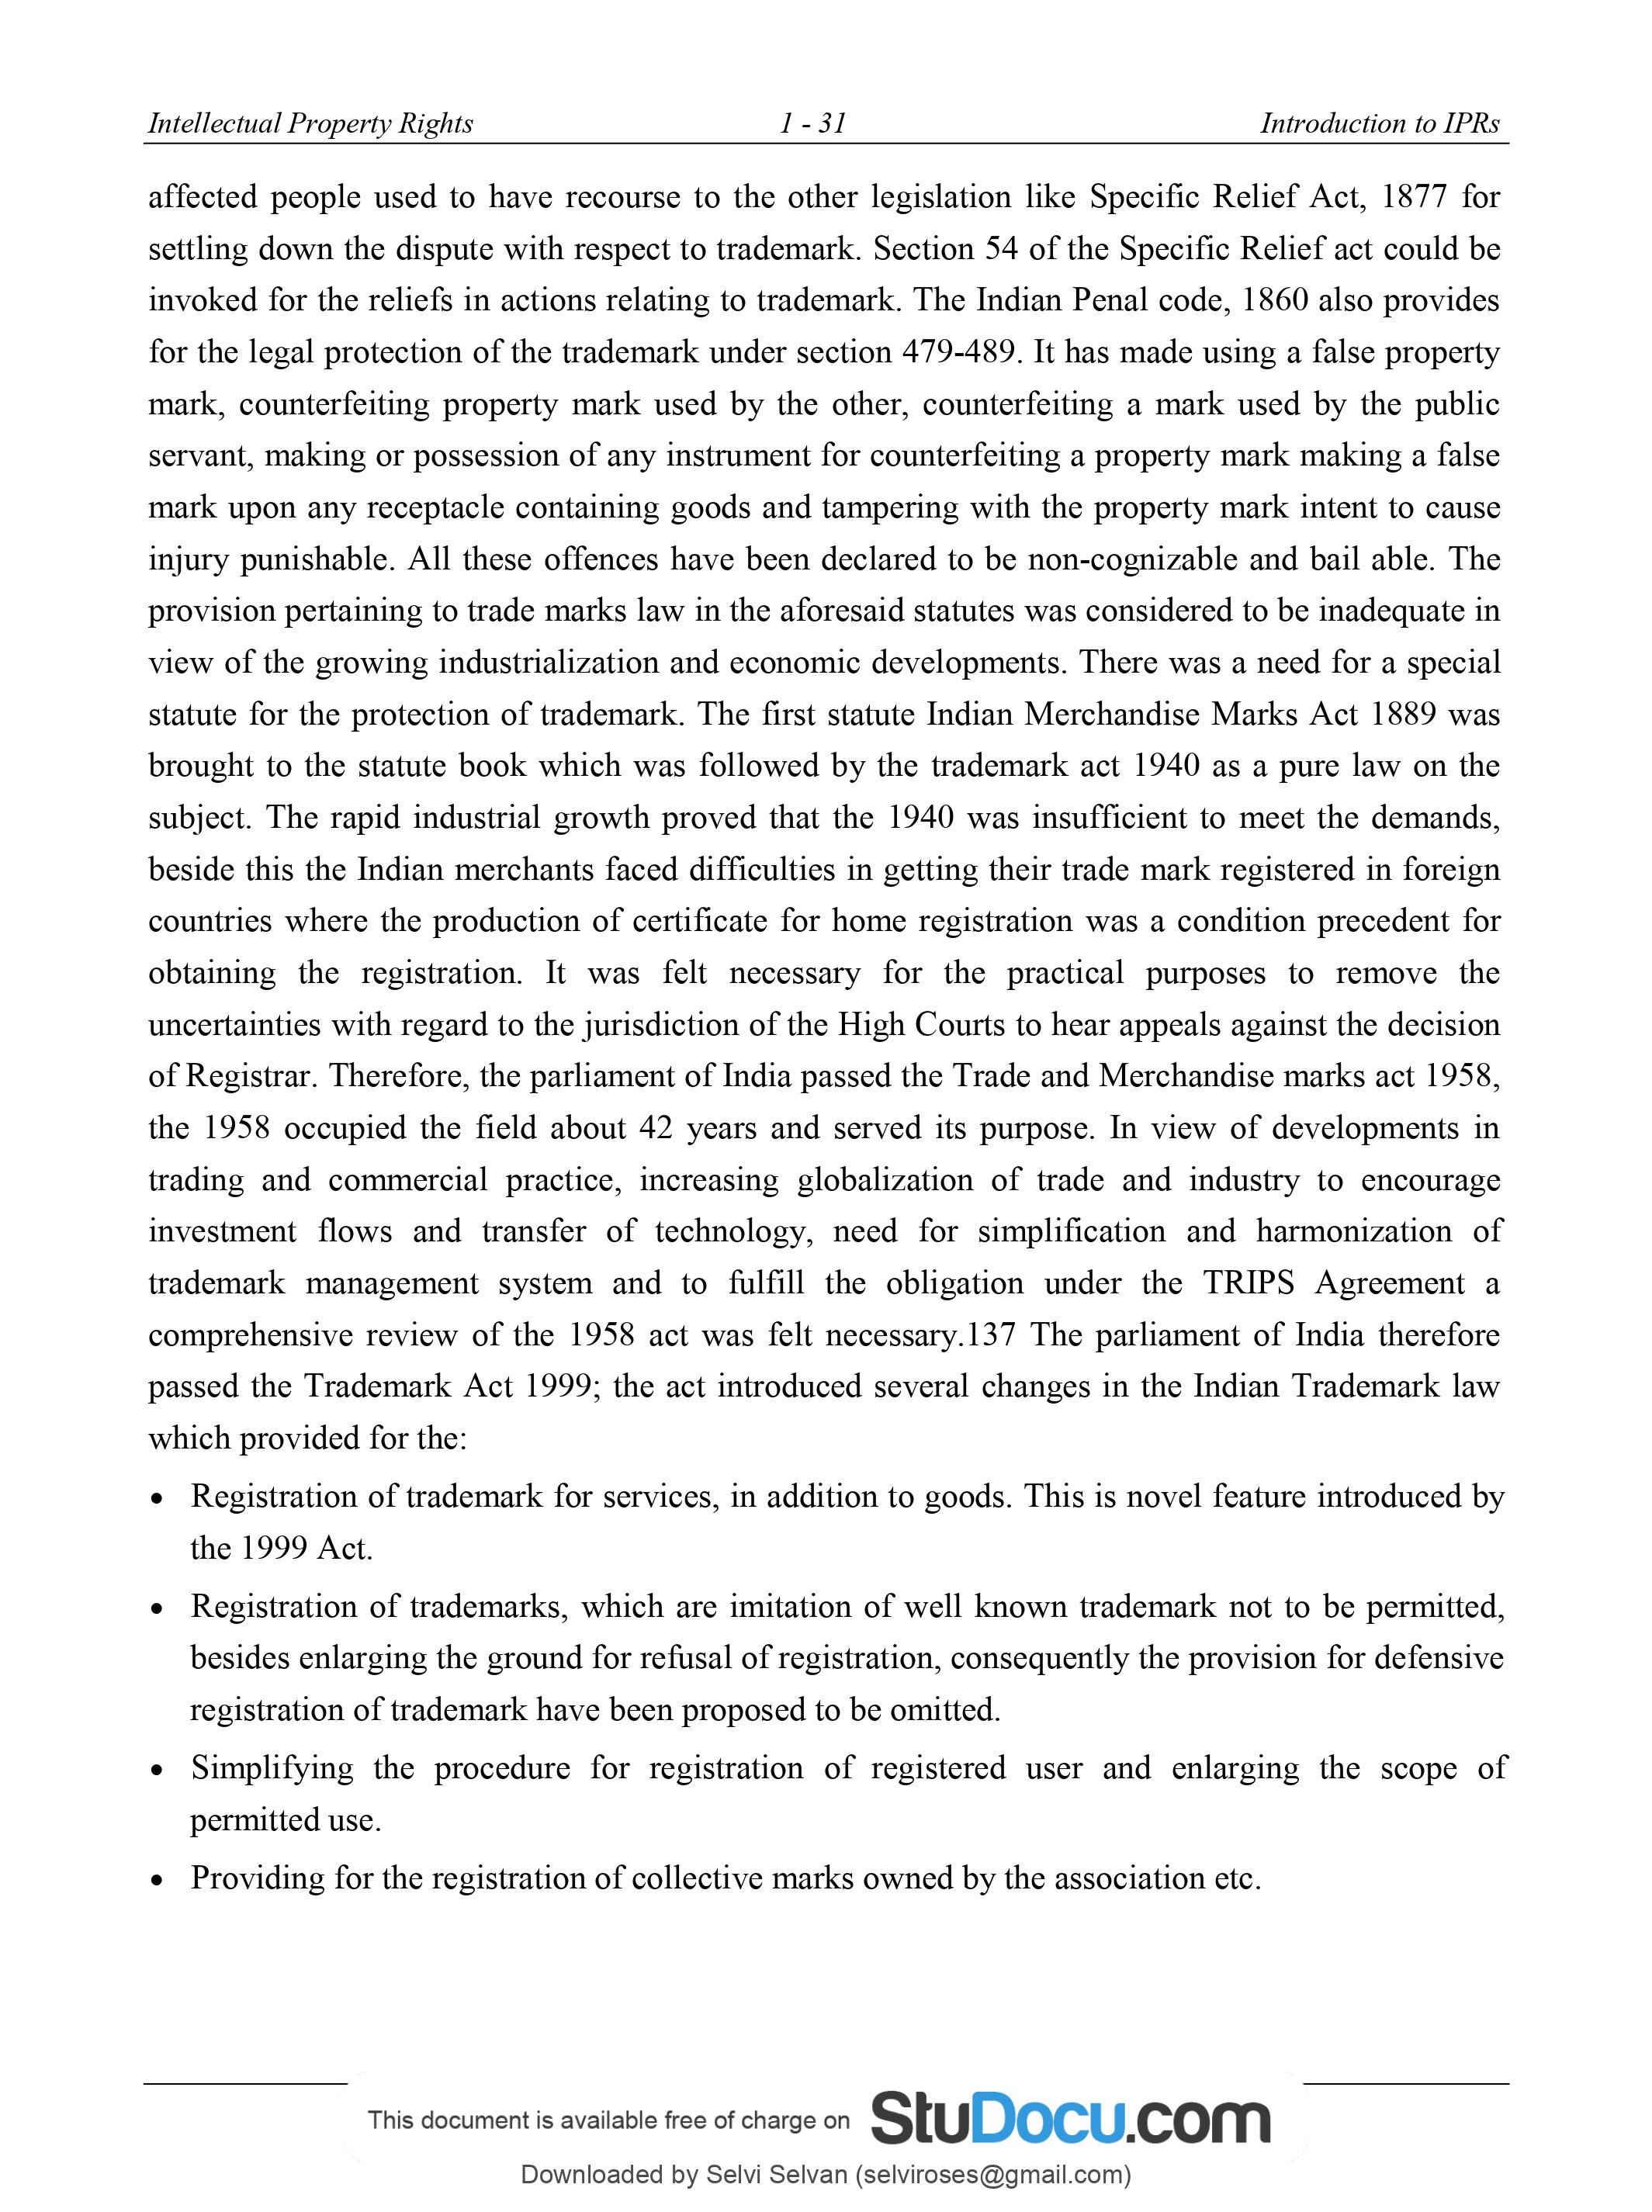 Intellectual Property Rights 1 - 31 Introduction to IPRs
affected people used to have recourse to the other legislation like Specific Relief Act, 1877 for
settling down the dispute with respect to trademark. Section 54 of the Specific Relief act could be
invoked for the reliefs in actions relating to trademark. The Indian Penal code, 1860 also provides
for the legal protection of the trademark under section 479-489. It has made using a false property
mark, counterfeiting property mark used by the other, counterfeiting a mark used by the public
servant, making or possession of any instrument for counterfeiting a property mark making a false
mark upon any receptacle containing goods and tampering with the property mark intent to cause
injury punishable. All these offences have been declared to be non-cognizable and bail able. The
provision pertaining to trade marks law in the aforesaid statutes was considered to be inadequate in
view of the growing industrialization and economic developments. There was a need for a special
statute for the protection of trademark. The first statute Indian Merchandise Marks Act 1889 was
brought to the statute book which was followed by the trademark act 1940 as a pure law on the
subject. The rapid industrial growth proved that the 1940 was insufficient to meet the demands,
beside this the Indian merchants faced difficulties in getting their trade mark registered in foreign
countries where the production of certificate for home registration was a condition precedent for
obtaining the registration. It was felt necessary for the practical purposes to remove the
uncertainties with regard to the jurisdiction of the High Courts to hear appeals against the decision
of Registrar. Therefore, the parliament of India passed the Trade and Merchandise marks act 1958,
the 1958 occupied the field about 42 years and served its purpose. In view of developments in
trading and commercial practice, increasing globalization of trade and industry to encourage
investment flows and transfer of technology, need for simplification and harmonization of
trademark management system and to fulfill the obligation under the TRIPS Agreement a
comprehensive review of the 1958 act was felt necessary.137 The parliament of India therefore
passed the Trademark Act 1999; the act introduced several changes in the Indian Trademark law
which provided for the:
• Registration of trademark for services, in addition to goods. This is novel feature introduced by
the 1999 Act.
• Registration of trademarks, which are imitation of well known trademark not to be permitted,
besides enlarging the ground for refusal of registration, consequently the provision for defensive
registration of trademark have been proposed to be omitted.
• Simplifying the procedure for registration of registered user and enlarging the scope of
permitted use.
• Providing for the registration of collective marks owned by the association etc.
This document is available free of charge on StuDocu.com
Downloaded by Selvi Selvan (selviroses@gmail.com)